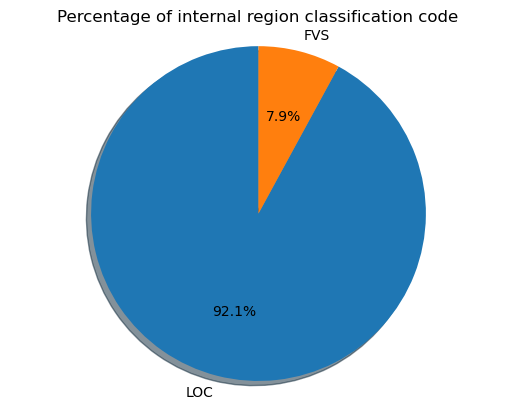 Percentage of internal region classification code
FVS
7.9%
92.1%
LOC